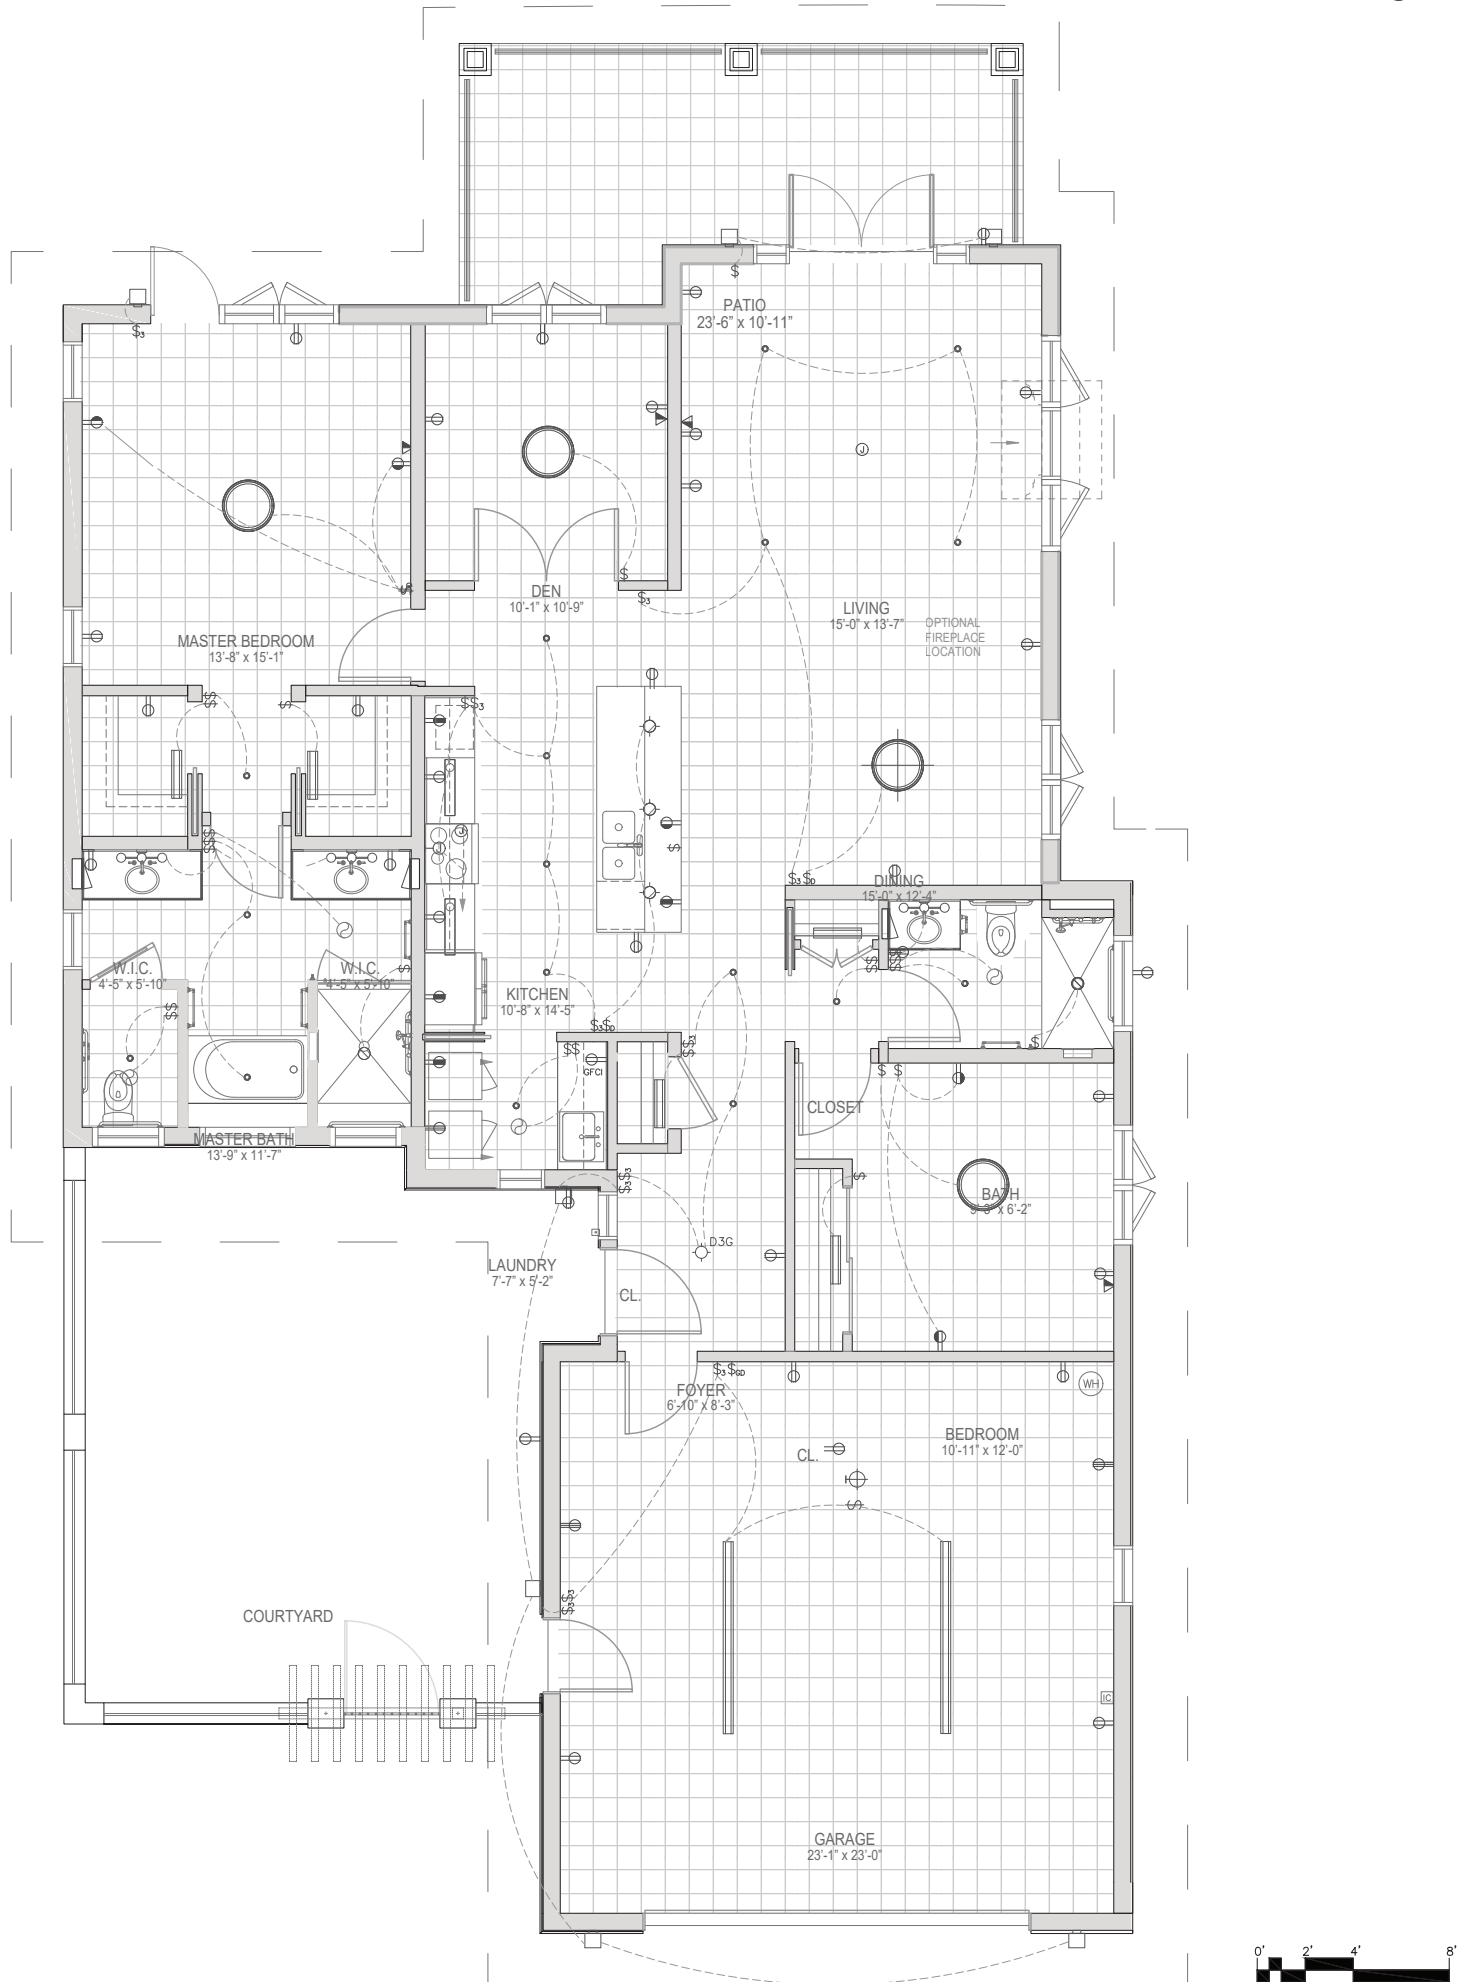 PATIO
23'-6" x 10'-11"
DEN
10'-1" x 10'-9"
LIVING
15'-0" x 13'-7"
OPTIONAL
FIREPLACE
LOCATION
MASTER BEDROOM
13'-8" x 15'-1"
DINING
15'-0" x 12'-4"
W.I.C.
4'-5" x 5'-10"
W.I.C.
4'-5" x 5'-10"
KITCHEN
10'-8" x 14'-5"
GFCI
CLOSET
MASTER BATH
13'-9" x 11'-7"
BATH
D3G
LAUNDRY
7'-7" x 5'-2"
CL.
FOYER
6'-10" x 8'-3"
WH
BEDROOM
10'-11" x 12'-0"
CL.
COURTYARD
IC
GARAGE
23'-1" x 23'-0"
0' 2' 4' 8'